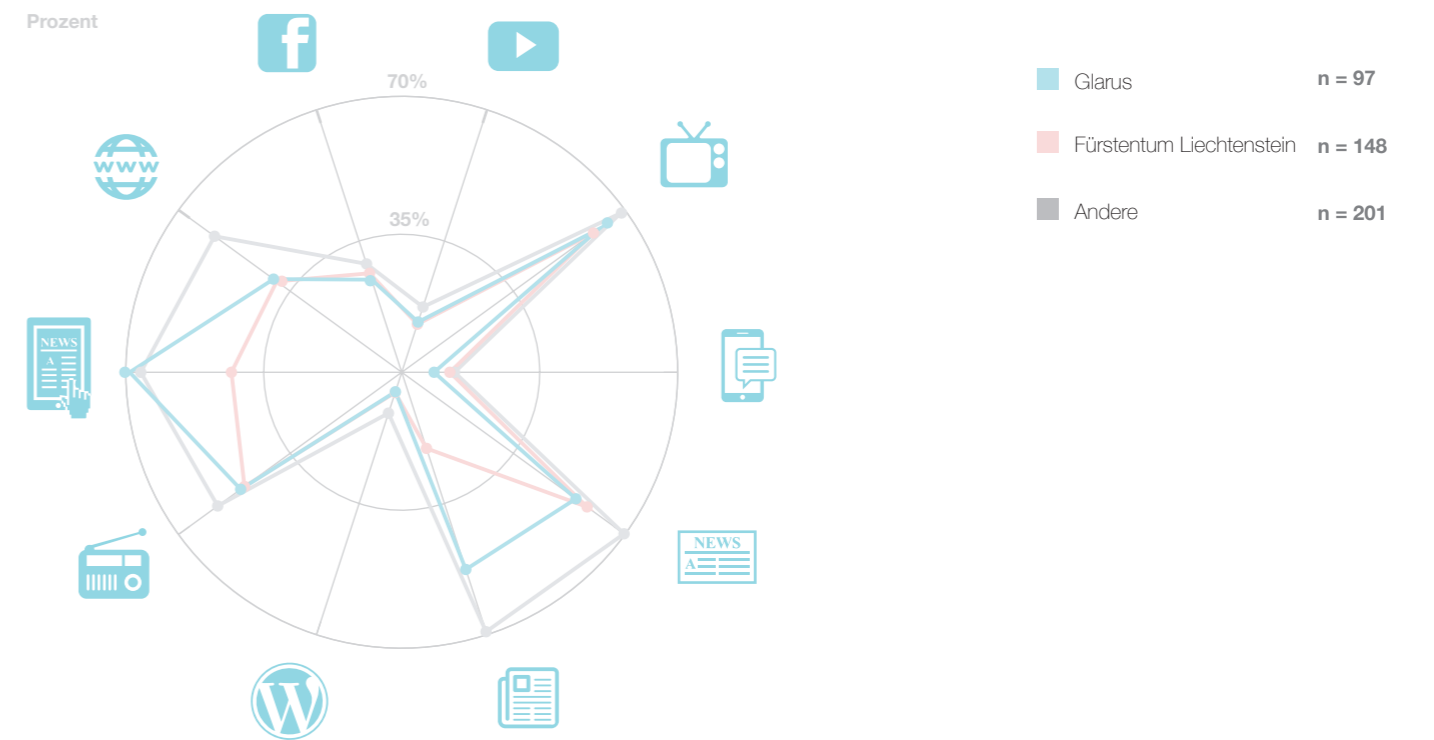 Prozent
70%
35%
www
NEWS
A
NEWS
A
Glarus n = 97
Fürstentum Liechtenstein n = 148
Andere n = 201